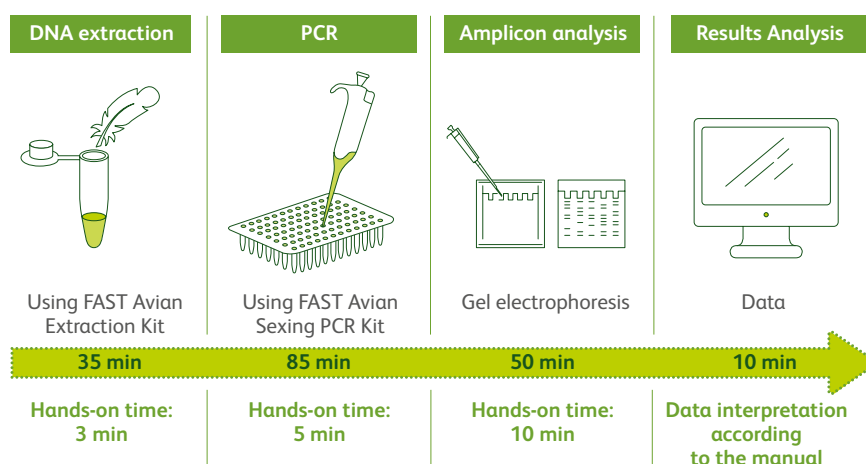 DNA extraction
PCR
Amplicon analysis
Results Analysis
Using FAST Avian
Extraction Kit
Using FAST Avian
Sexing PCR Kit
Gel electrophoresis
Data
35 min
85 min
50 min
10 min
Hands-on time:
3 min
Hands-on time:
5 min
Hands-on time:
10 min
Data interpretation
according
to the manual